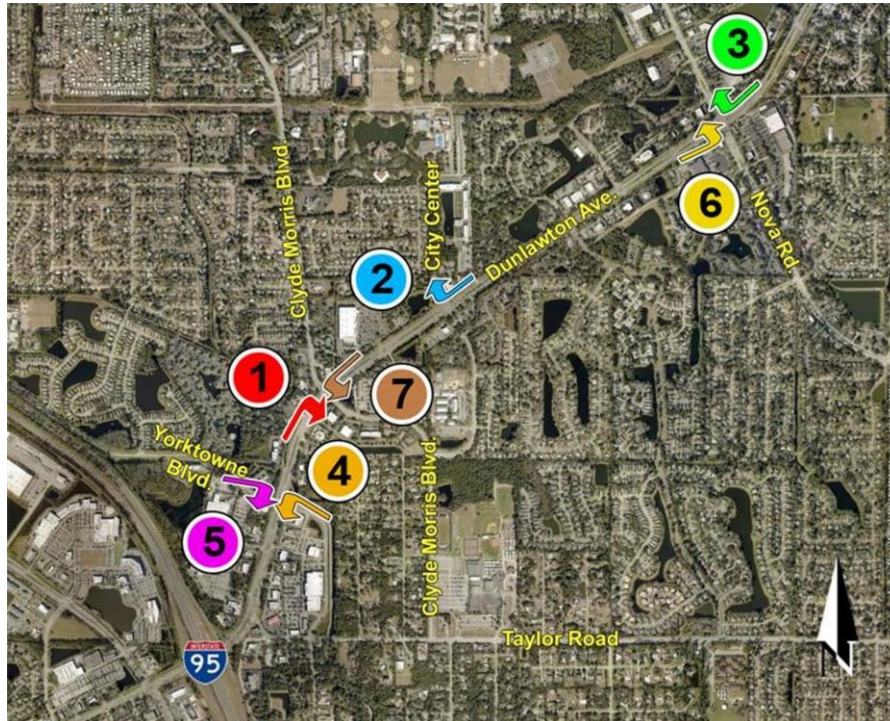 3
6
Nova Rd
Dunlawton Ave.
City Center
Clyde Morris Blvd
2
1
7
Yorktowne
Blvd.
4
5
Clyde Morris Blvd.
Taylor Road
INTERSTATE
95
N